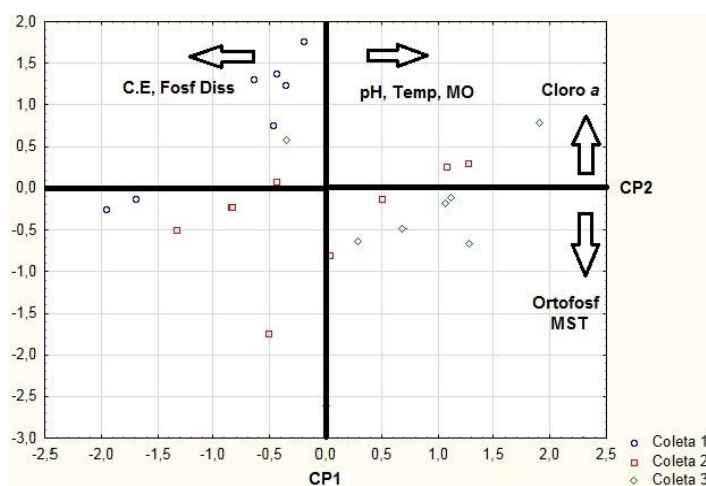 2,0
1,5
C.E, Fosf Diss
pH, Temp, MO
Cloro a
1,0
0,5
0,0
CP2
-0,5
-1,0
Ortofosf
MST
-1,5
-2,0
-2,5
-3,0
-2,5 -2,0 -1,5 -1,0 -0,5 0,0 0,5 1,0 1,5 2,0 2,5
CP1
Coleta 1
Coleta 2
Coleta 3